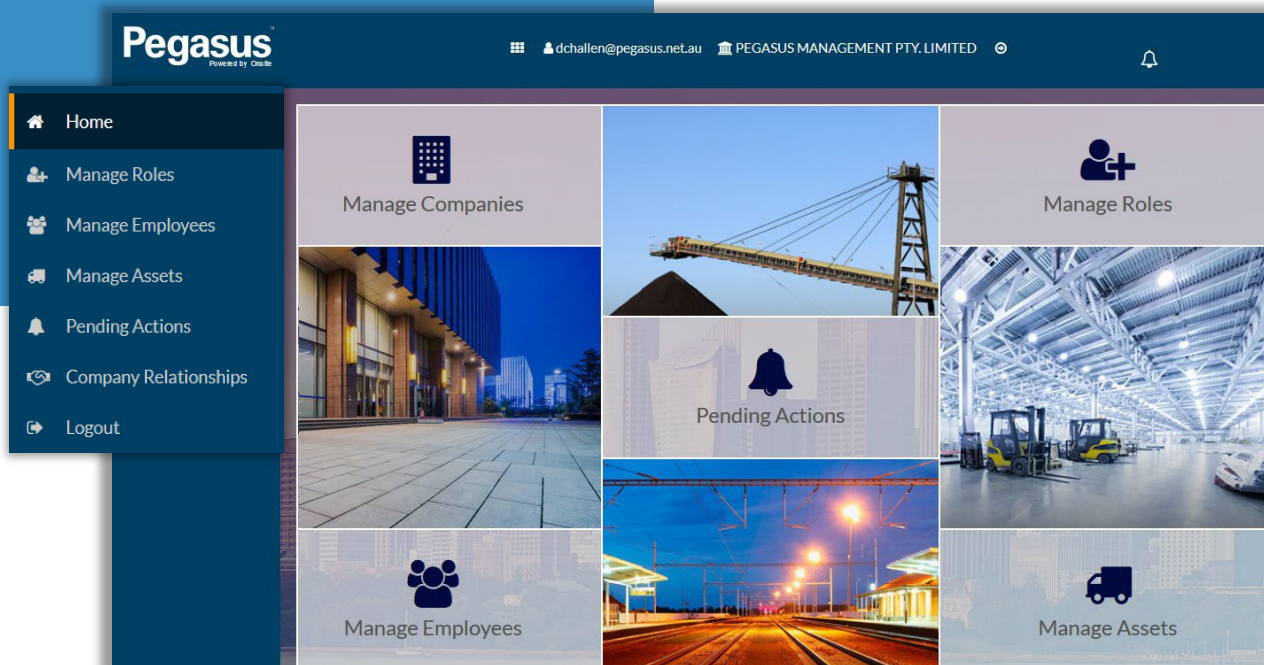 Pegasus
Powered by Onsite
dchallen@pegasus.net.au PEGASUS MANAGEMENT PTY. LIMITED
Home
Manage Roles
Manage Employees
Manage Assets
Pending Actions
Company Relationships
Logout
Manage Companies
Manage Roles
Pending Actions
Manage Employees
Manage Assets